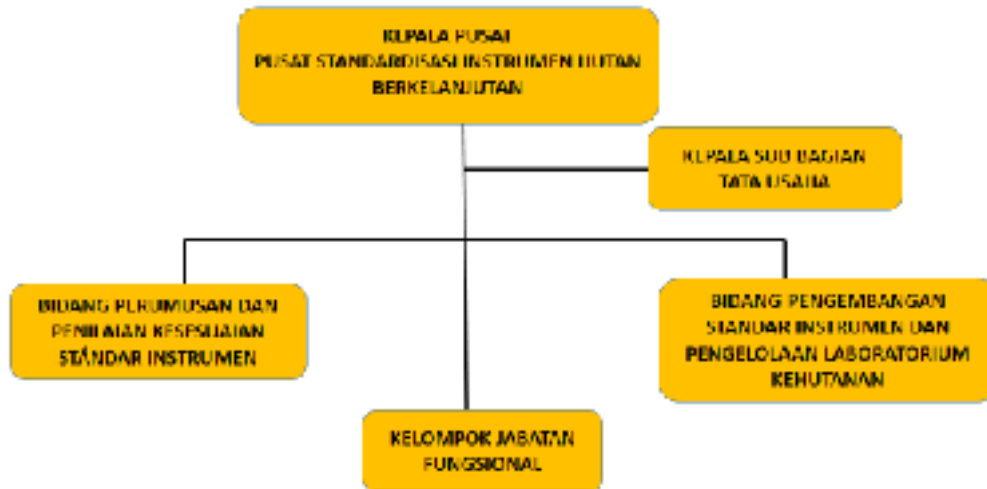 KEPALA PUSAT
PUSAT STANDARDISASI INSTRUMEN HUTAN
BERKELANJUTAN
KEPALA SUB BAGIAN
TATA USAHA
BIDANG PERUMUSAN DAN
PENILAIAN KESESUAIAN
STANDAR INSTRUMEN
BIDANG PENGEMBANGAN
STANDAR INSTRUMEN DAN
PENGELOLAAN LABORATORIUM
KEHUTANAN
KELOMPOK JABATAN
FUNGSIONAL